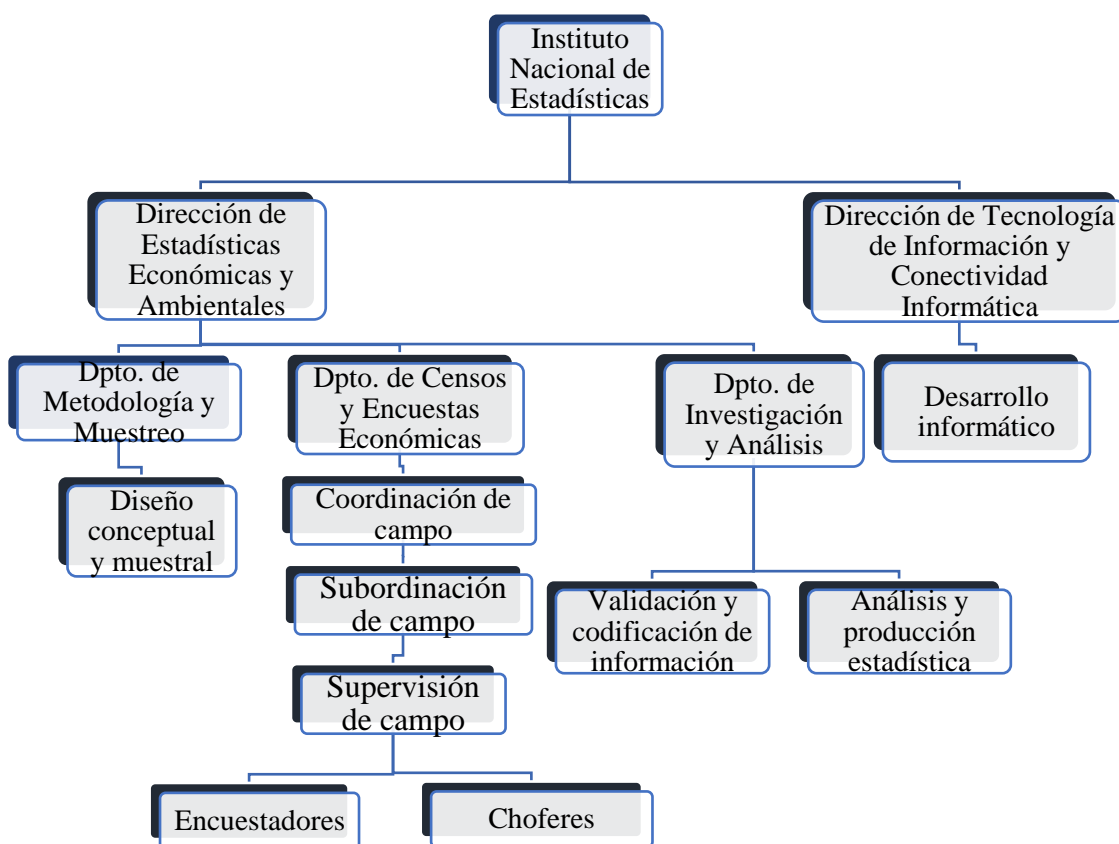 Instituto
Nacional de
Estadísticas
Dirección de
Estadísticas
Económicas y
Ambientales
Dirección de Tecnología
de Información y
Conectividad
Informática
Dpto. de
Metodología y
Muestreo
Dpto. de Censos
y Encuestas
Económicas
Dpto. de
Investigación
y Análisis
Desarrollo
informático
Diseño
conceptual
y muestral
Coordinación de
campo
Subordinación
de campo
Validación y
codificación de
información
Análisis y
producción
estadística
Supervisión
de campo
Encuestadores
Choferes